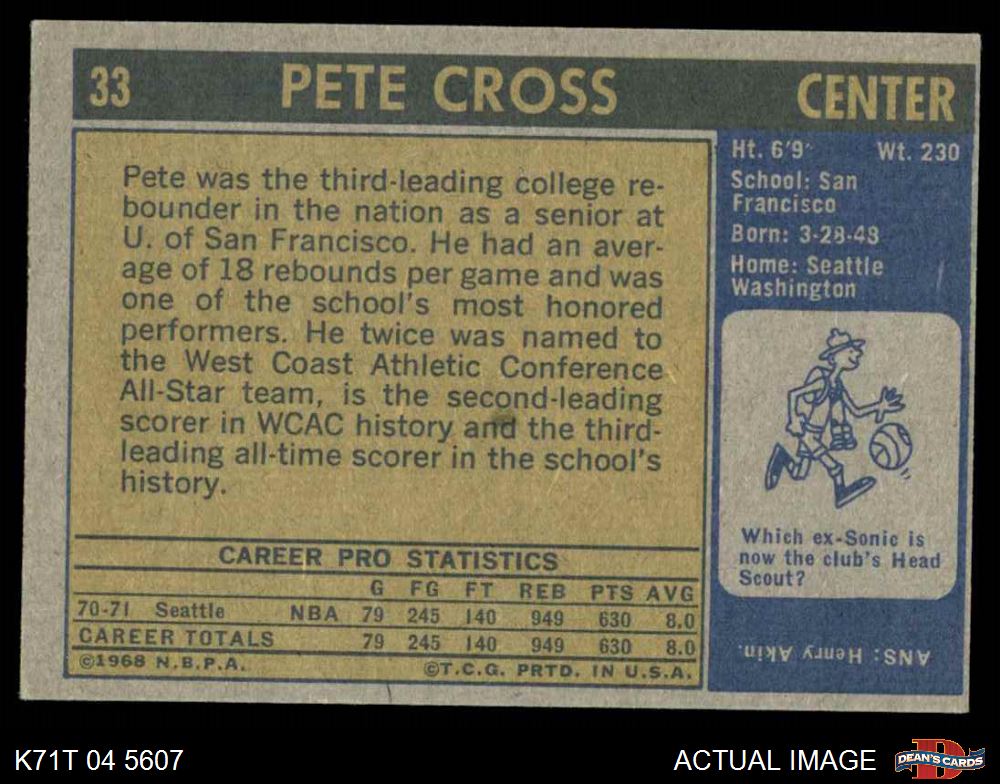 33 PETE CROSS CENTER
Pete was the third-leading college re-
bounder in the nation as a senior at
U. of San Francisco. He had an aver-
age of 18 rebounds per game and was
one of the school's most honored
performers. He twice was named to
the West Coast Athletic Conference
All-Star team, is the second-leading
scorer in WCAC history and the third-
leading all-time scorer in the school's
history.
CAREER PRO STATISTICS
G FG FT REB PTS AVG
70-71 Seattle NBA 79 245 140 949 630 8.0
CAREER TOTALS 79 245 140 949 630 8.0
©1968 N.B.P.A. ©T.C.G. PRTD. IN U.S.A.
Ht. 6'9" Wt. 230
School: San
Francisco
Born: 3-28-48
Home: Seattle
Washington
Which ex-Sonic is
now the club's Head
Scout?
ANS: Henry Akin.
K71T 04 5607 ACTUAL IMAGE
DEAN'S CARDS